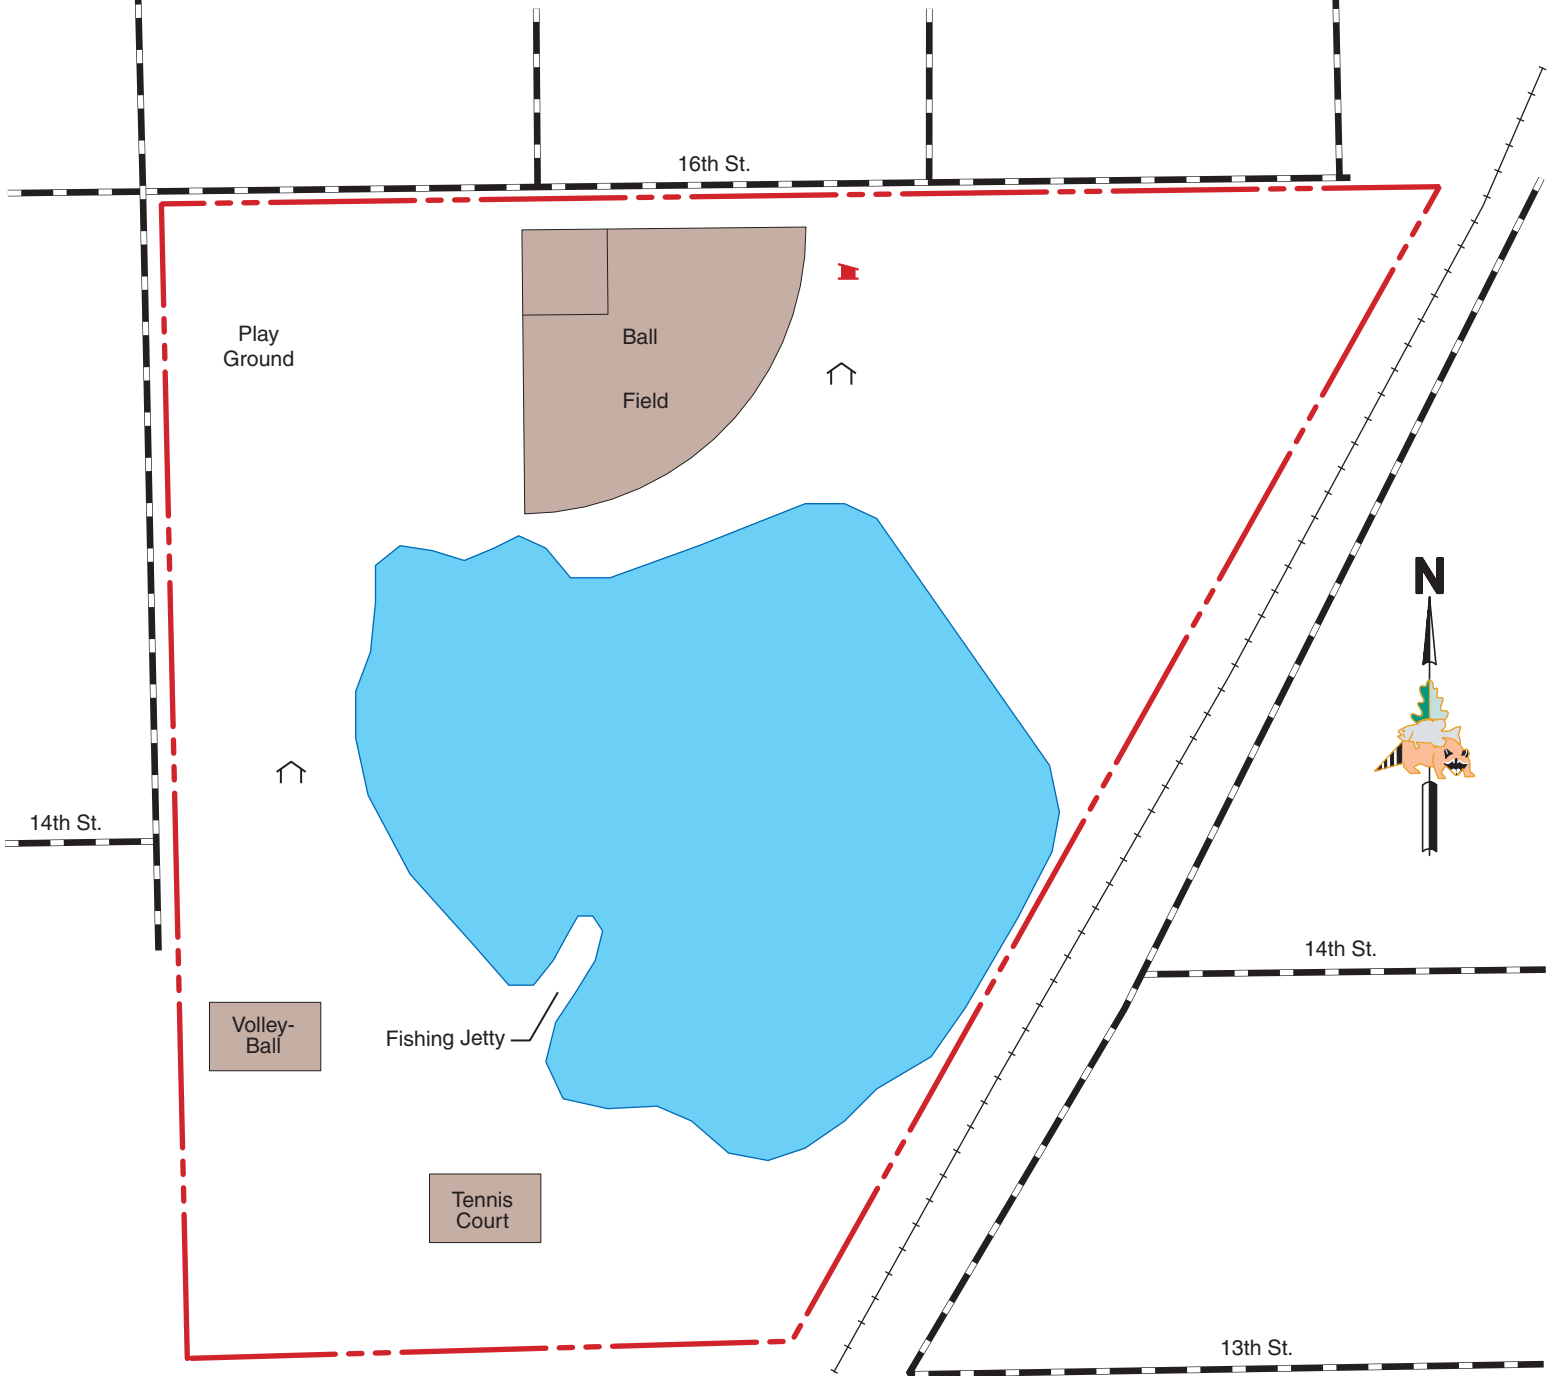 16th St.
Play
Ground
Ball
Field
N
14th St.
14th St.
Volley-
Ball
Fishing Jetty
Tennis
Court
13th St.